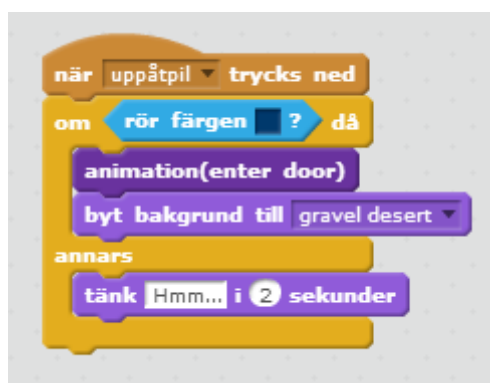 när uppåtpil trycks ned
om rör färgen ? då
animation(enter door)
byt bakgrund till gravel desert
annars
tänk Hmm... i 2 sekunder